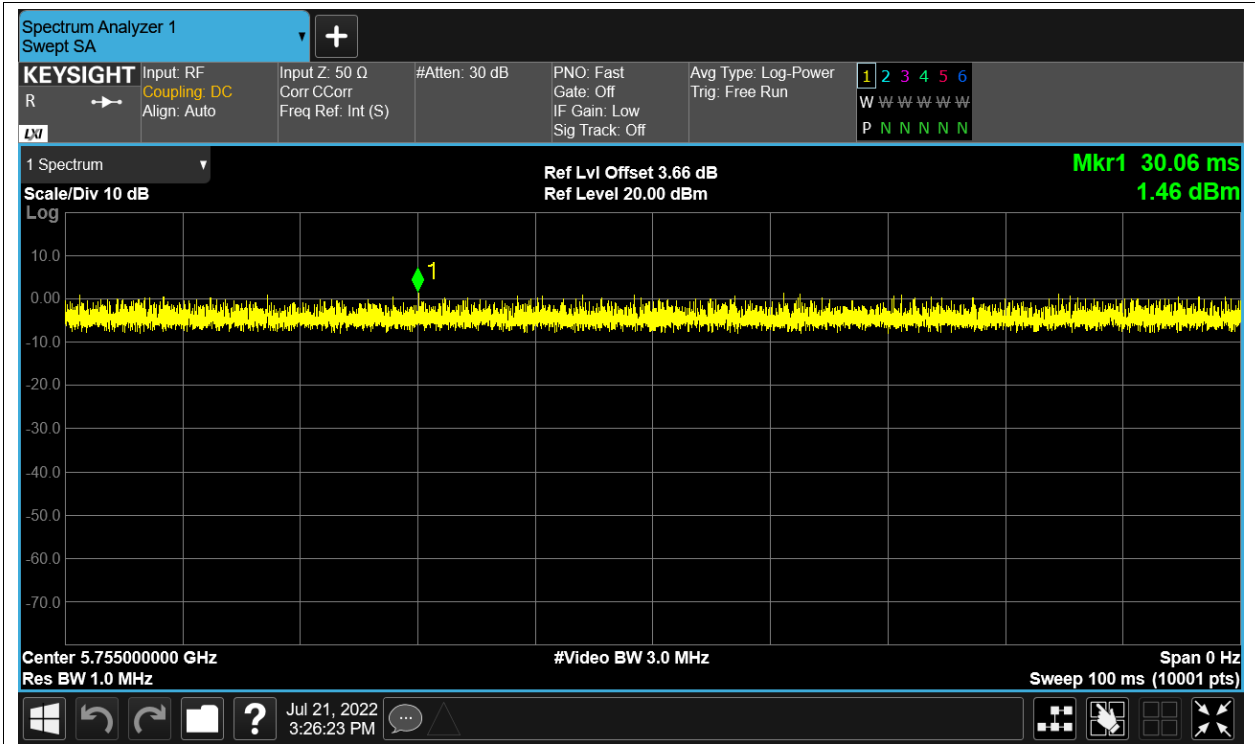 Spectrum Analyzer 1
Swept SA
KEYSIGHT
R
LXI
Input: RF
Coupling: DC
Align: Auto
Input Z: 50 Ω
Corr CCorr
Freq Ref: Int (S)
#Atten: 30 dB
PNO: Fast
Gate: Off
IF Gain: Low
Sig Track: Off
Avg Type: Log-Power
Trig: Free Run
1 2 3 4 5 6
W W W W W W
P N N N N N
1 Spectrum
Scale/Div 10 dB
Log
Ref Lvl Offset 3.66 dB
Ref Level 20.00 dBm
Mkr1 30.06 ms
1.46 dBm
10.0
1
0.00
-10.0
-20.0
-30.0
-40.0
-50.0
-60.0
-70.0
Center 5.755000000 GHz
Res BW 1.0 MHz
#Video BW 3.0 MHz
Span 0 Hz
Sweep 100 ms (10001 pts)
?
Jul 21, 2022
3:26:23 PM